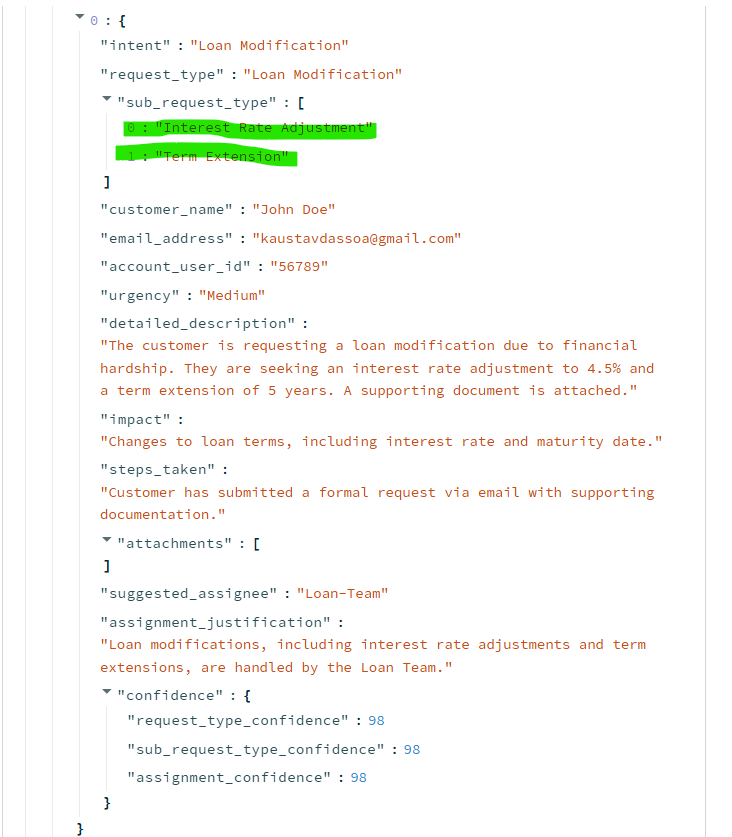 0 : {
"intent" : "Loan Modification"
"request_type" : "Loan Modification"
"sub_request_type" : [
0 : "Interest Rate Adjustment"
1 : "Term Extension"
]
"customer_name" : "John Doe"
"email_address" : "kaustavdassoa@gmail.com"
"account_user_id" : "56789"
"urgency" : "Medium"
"detailed_description" :
"The customer is requesting a loan modification due to financial
hardship. They are seeking an interest rate adjustment to 4.5% and
a term extension of 5 years. A supporting document is attached."
"impact" :
"Changes to loan terms, including interest rate and maturity date."
"steps_taken" :
"Customer has submitted a formal request via email with supporting
documentation."
"attachments" : [
]
"suggested_assignee" : "Loan-Team"
"assignment_justification" :
"Loan modifications, including interest rate adjustments and term
extensions, are handled by the Loan Team."
"confidence" : {
"request_type_confidence" : 98
"sub_request_type_confidence" : 98
"assignment_confidence" : 98
}
}